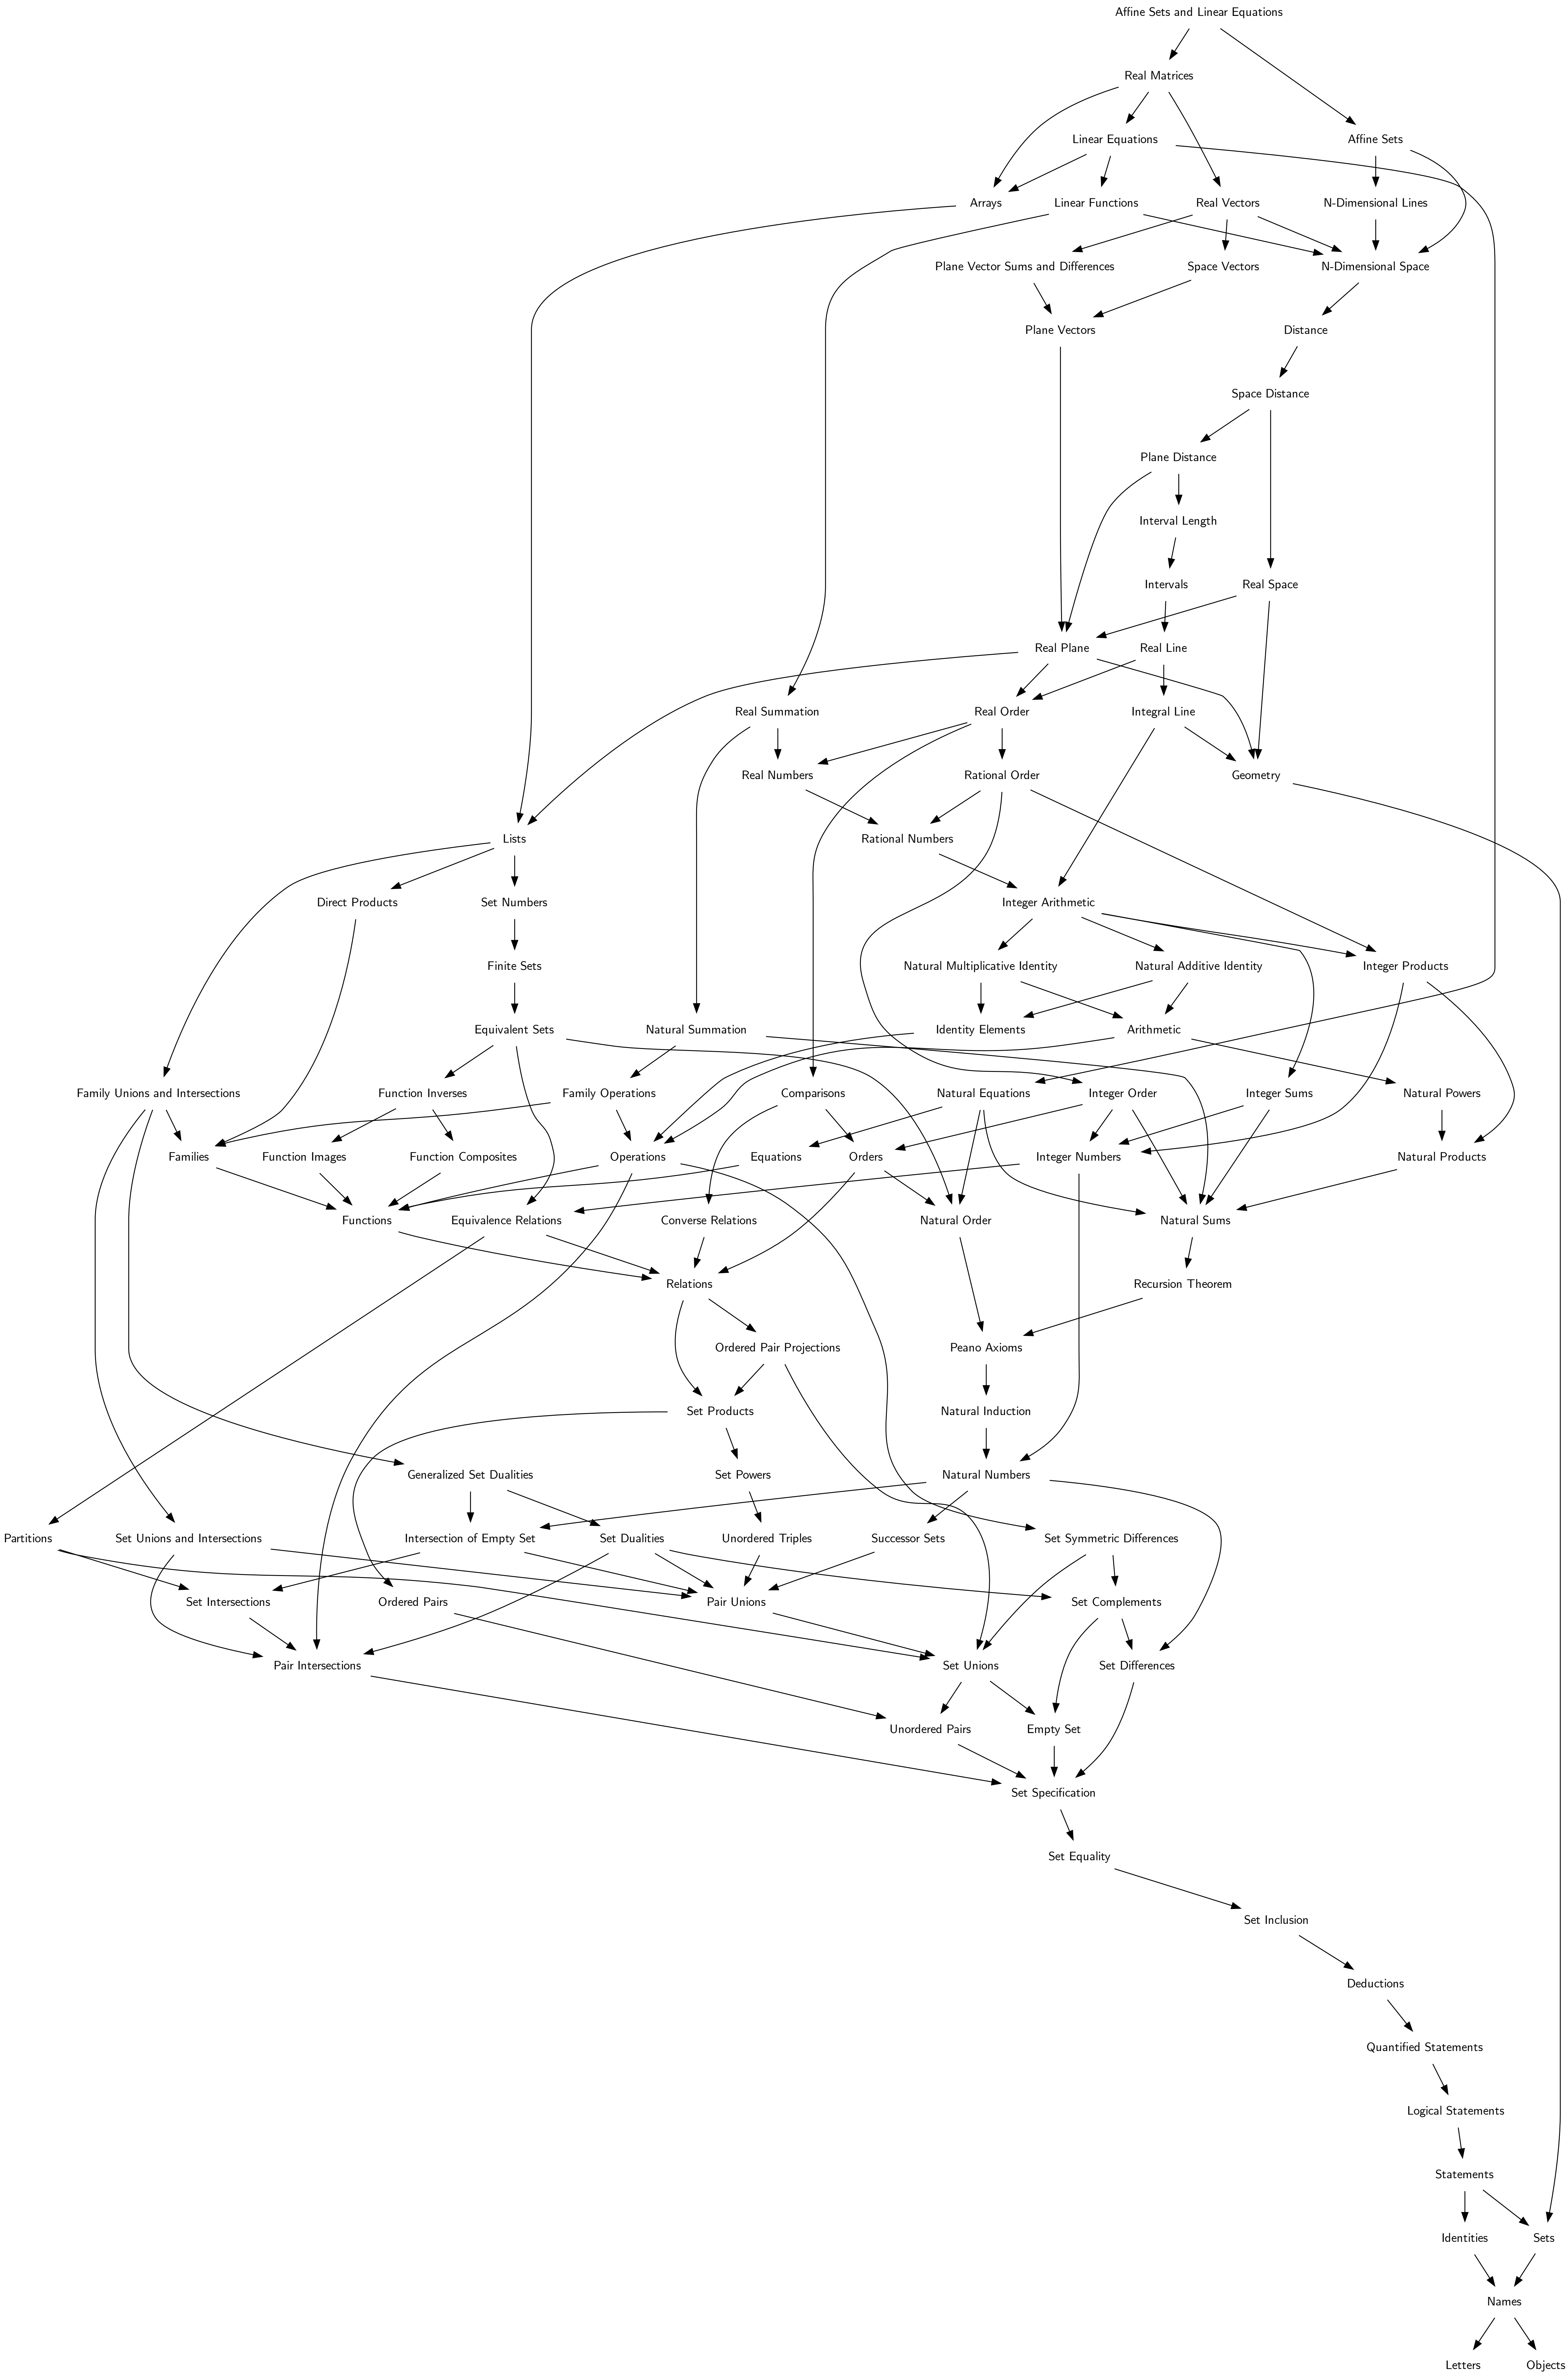 Affine Sets and Linear Equations
Real Matrices
Linear Equations
Affine Sets
Arrays
Linear Functions
Real Vectors
N-Dimensional Lines
Plane Vector Sums and Differences
Space Vectors
N-Dimensional Space
Plane Vectors
Distance
Space Distance
Plane Distance
Interval Length
Intervals
Real Space
Real Plane
Real Line
Real Summation
Real Order
Integral Line
Real Numbers
Rational Order
Geometry
Lists
Rational Numbers
Direct Products
Set Numbers
Integer Arithmetic
Finite Sets
Natural Multiplicative Identity
Natural Additive Identity
Integer Products
Equivalent Sets
Natural Summation
Identity Elements
Arithmetic
Family Unions and Intersections
Function Inverses
Family Operations
Comparisons
Natural Equations
Integer Order
Integer Sums
Natural Powers
Families
Function Images
Function Composites
Operations
Equations
Orders
Integer Numbers
Natural Products
Functions
Equivalence Relations
Converse Relations
Natural Order
Natural Sums
Relations
Recursion Theorem
Ordered Pair Projections
Peano Axioms
Set Products
Natural Induction
Generalized Set Dualities
Set Powers
Natural Numbers
Partitions
Set Unions and Intersections
Intersection of Empty Set
Set Dualities
Unordered Triples
Successor Sets
Set Symmetric Differences
Set Intersections
Ordered Pairs
Pair Unions
Set Complements
Pair Intersections
Set Unions
Set Differences
Unordered Pairs
Empty Set
Set Specification
Set Equality
Set Inclusion
Deductions
Quantified Statements
Logical Statements
Statements
Identities
Sets
Names
Letters
Objects